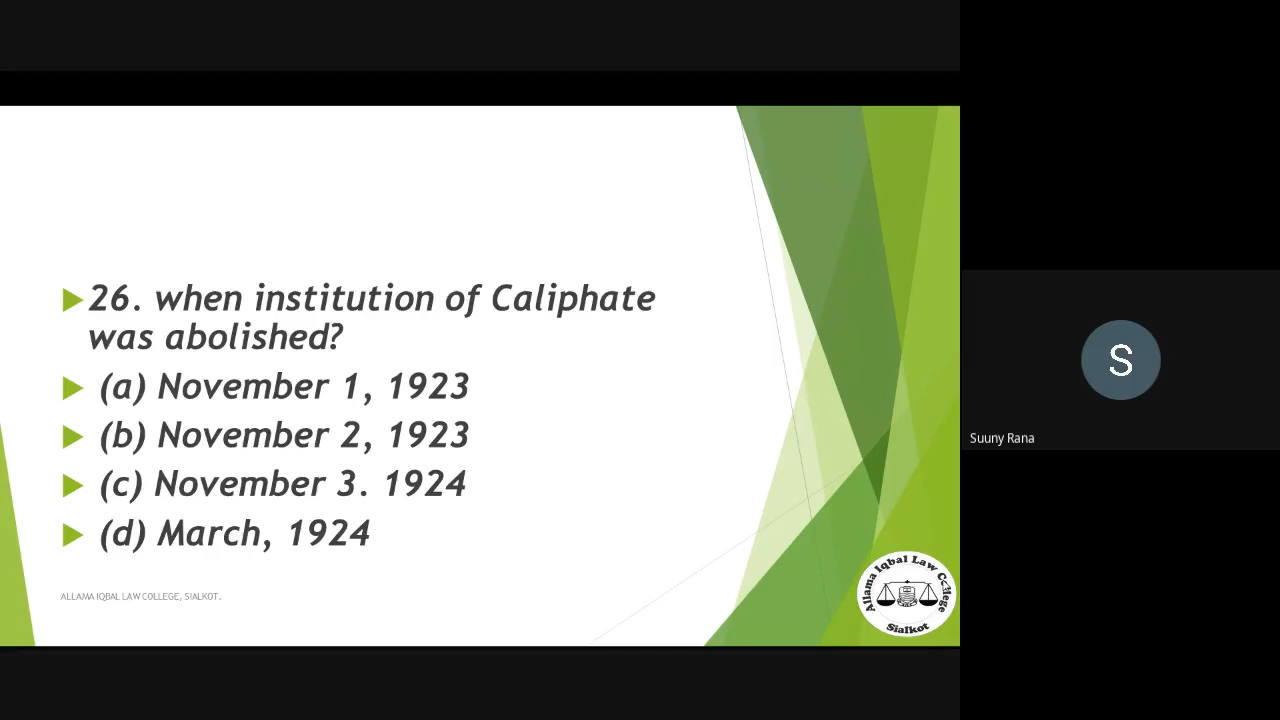 26. when institution of Caliphate
was abolished?
(a) November 1, 1923
(b) November 2, 1923
(c) November 3. 1924
(d) March, 1924
ALLAMA IQBAL LAW COLLEGE, SIALKOT.
Allama Iqbal Law College
Sialkot
S
Suuny Rana